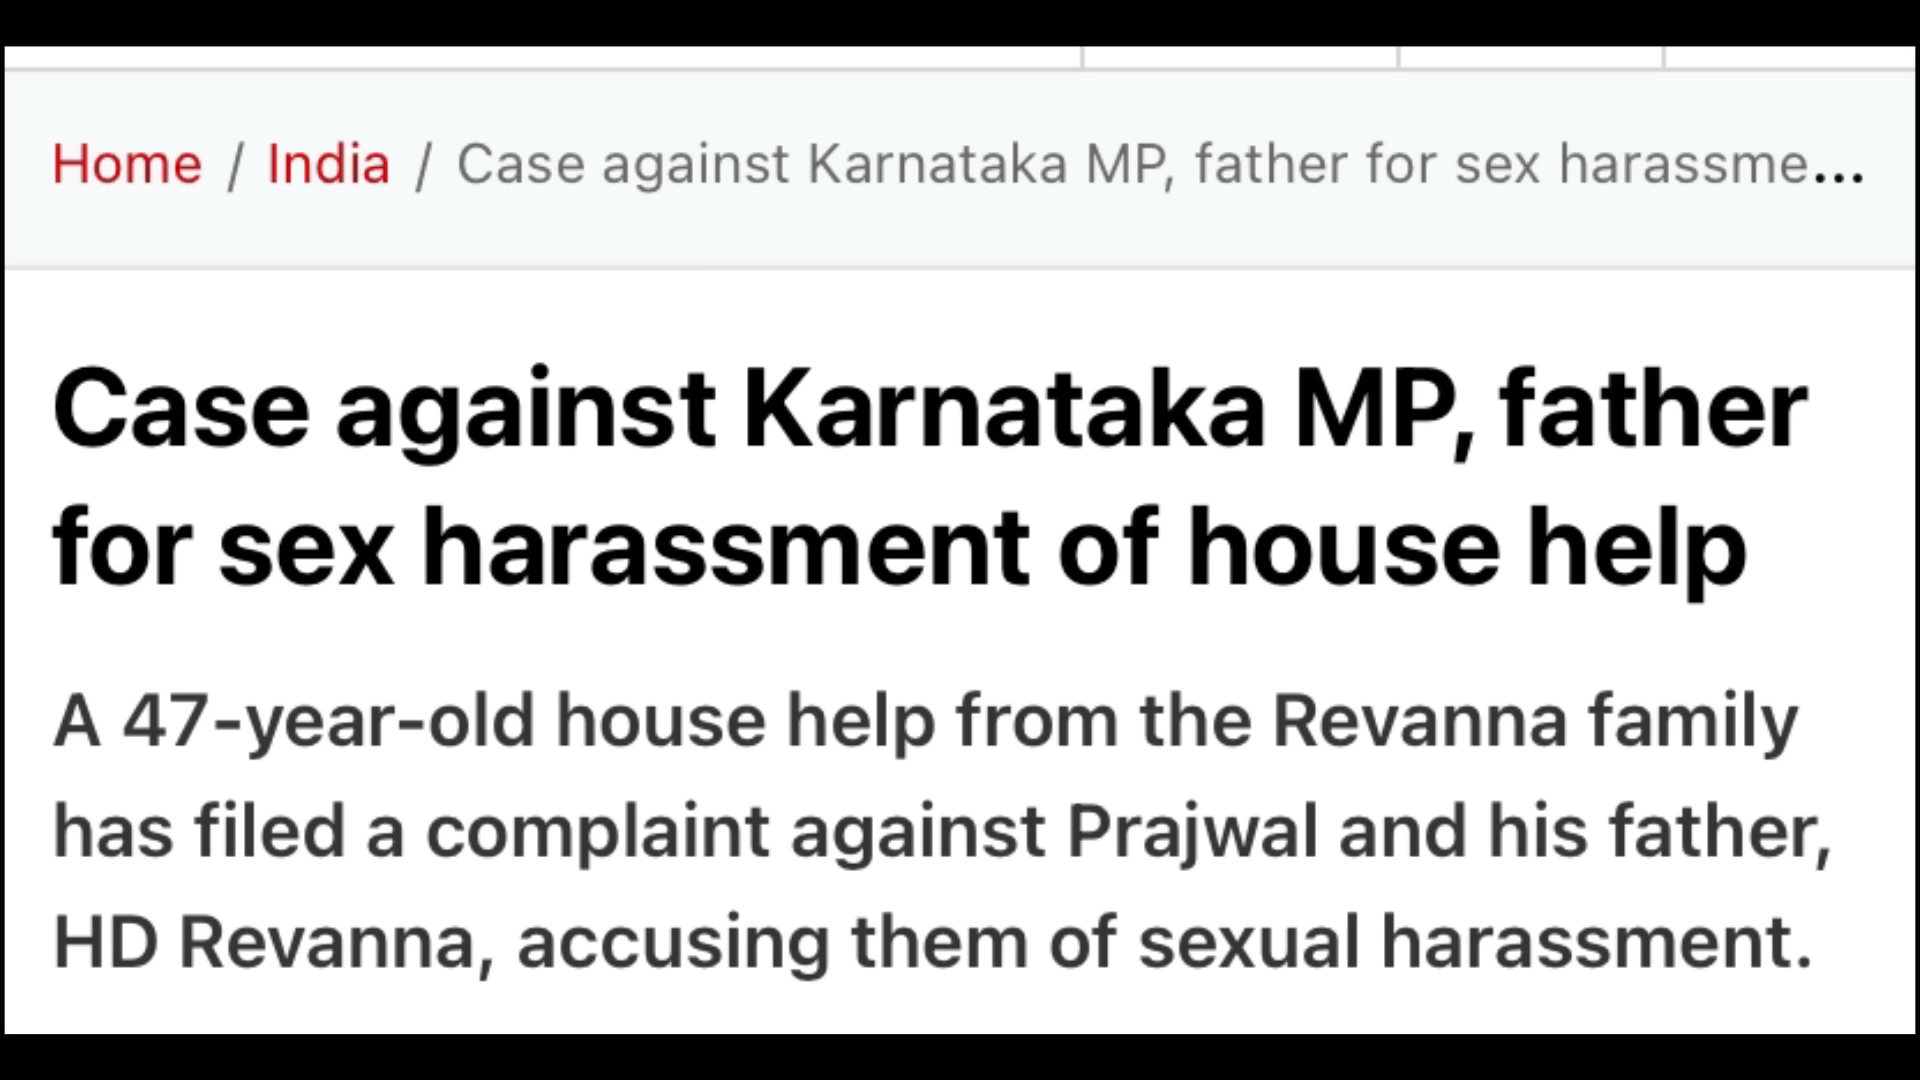 Home / India / Case against Karnataka MP, father for sex harassme...
Case against Karnataka MP, father
for sex harassment of house help
A 47-year-old house help from the Revanna family
has filed a complaint against Prajwal and his father,
HD Revanna, accusing them of sexual harassment.